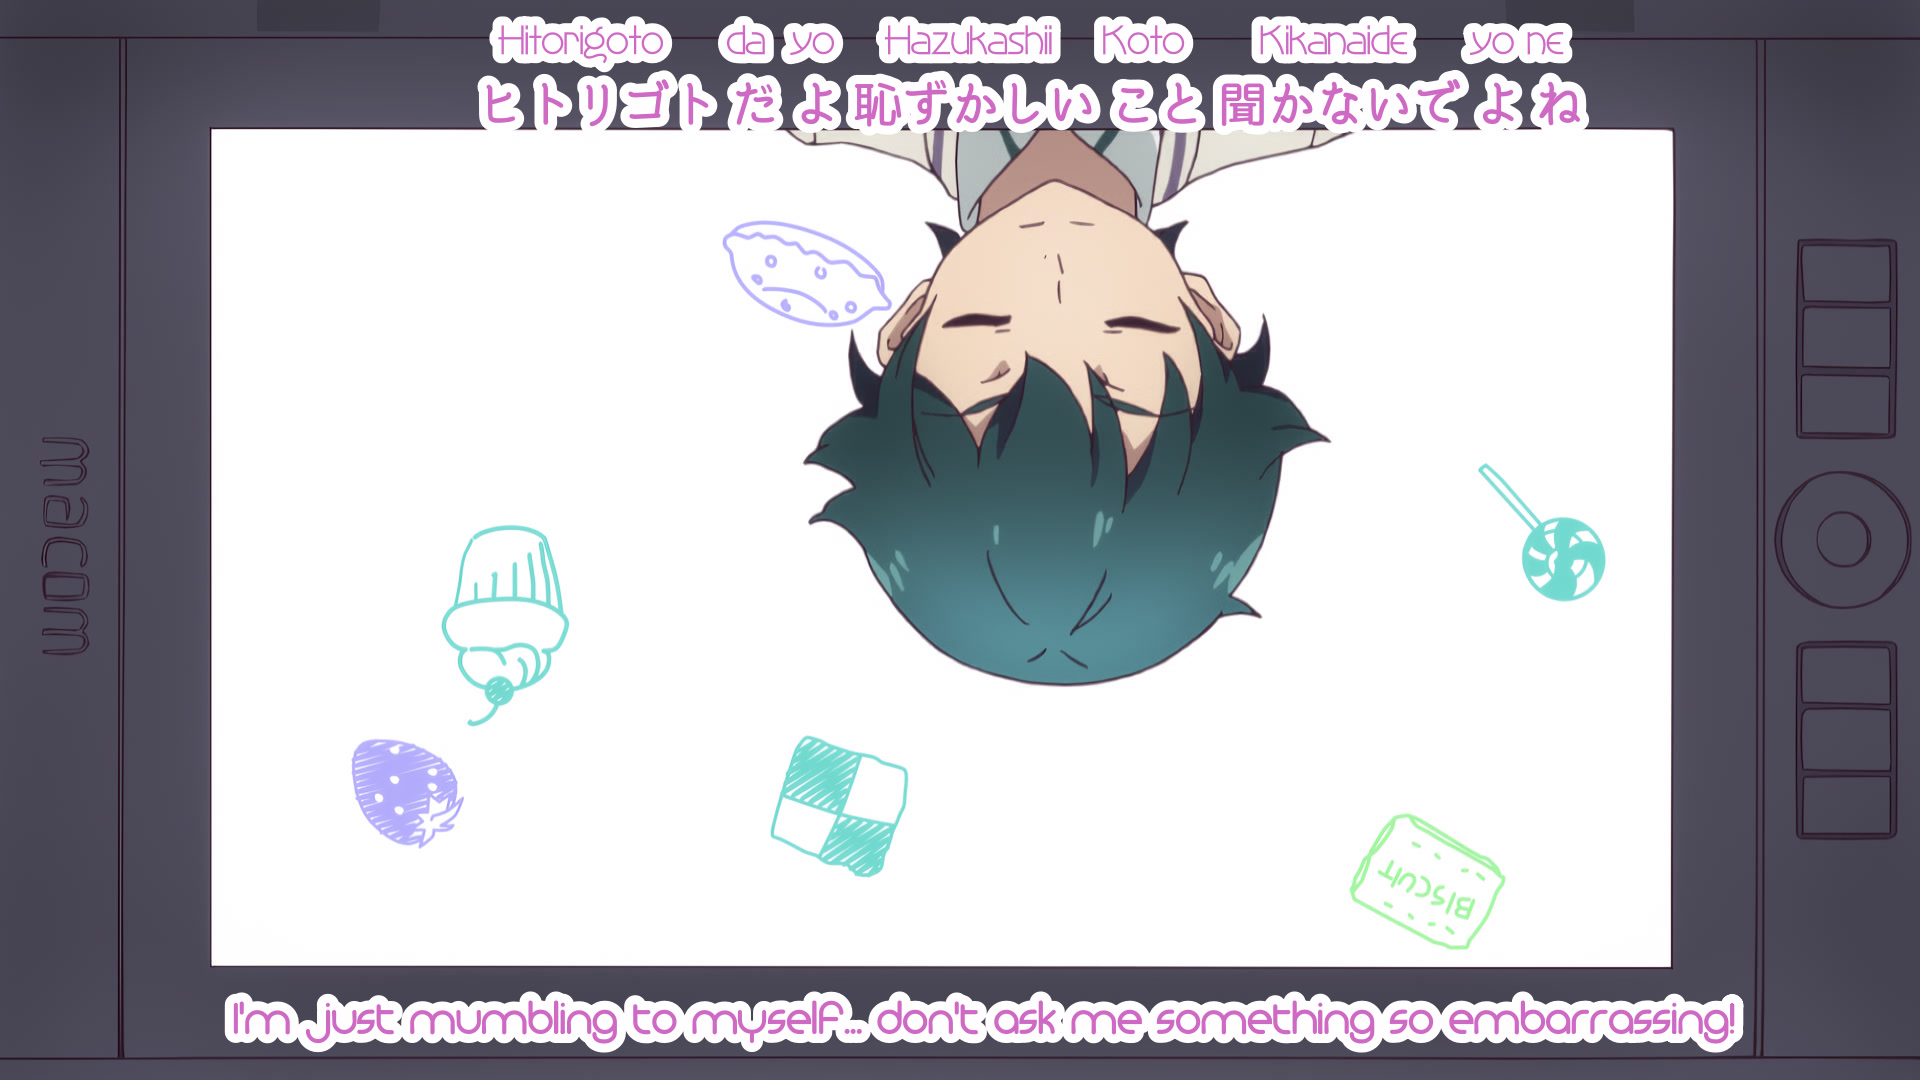 Hitorigoto da yo Hazukashii Koto Kikanaide yo ne
ヒトリゴトだよ恥ずかしいこと聞かないでよね
macom
BISCUIT
I'm just mumbling to myself... don't ask me something so embarrassing!